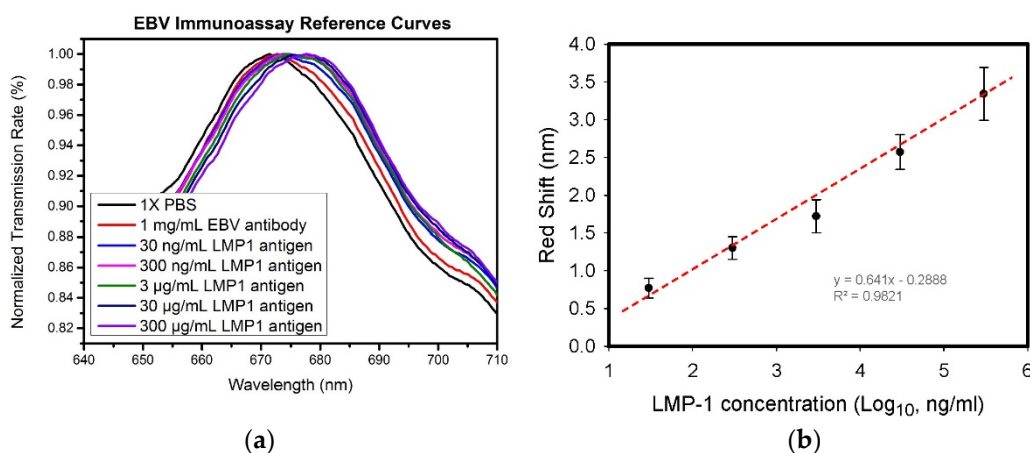 EBV Immunoassay Reference Curves
Normalized Transmission Rate (%)
1.00
0.98
0.96
0.94
0.92
0.90
0.88
0.86
0.84
0.82
1X PBS
1 mg/mL EBV antibody
30 ng/mL LMP1 antigen
300 ng/mL LMP1 antigen
3 µg/mL LMP1 antigen
30 µg/mL LMP1 antigen
300 µg/mL LMP1 antigen
640 650 660 670 680 690 700 710
Wavelength (nm)
(a)
Red Shift (nm)
4.0
3.5
3.0
2.5
2.0
1.5
1.0
0.5
0.0
y = 0.641x - 0.2888
R² = 0.9821
1 2 3 4 5 6
LMP-1 concentration (Log₁₀, ng/ml)
(b)